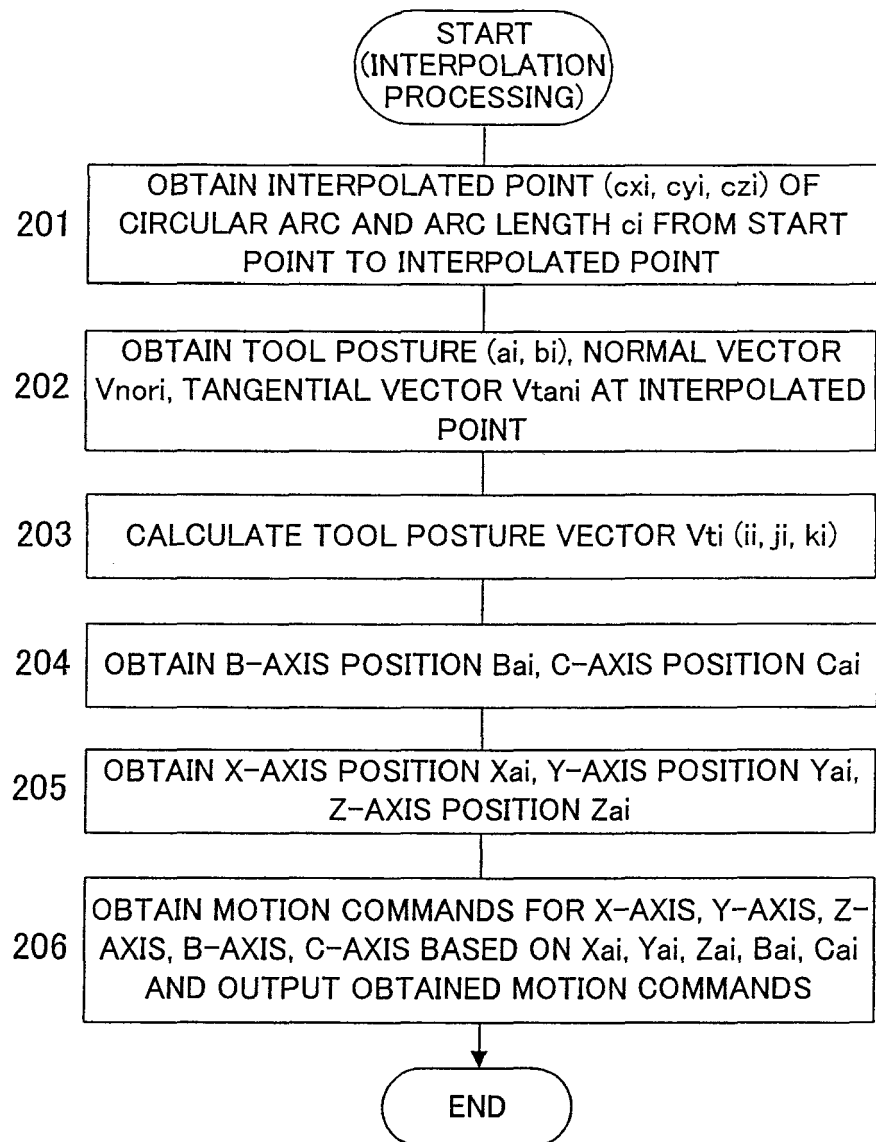 START
(INTERPOLATION
PROCESSING)
201
OBTAIN INTERPOLATED POINT (cxi, cyi, czi) OF
CIRCULAR ARC AND ARC LENGTH ci FROM START
POINT TO INTERPOLATED POINT
202
OBTAIN TOOL POSTURE (ai, bi), NORMAL VECTOR
Vnori, TANGENTIAL VECTOR Vtani AT INTERPOLATED
POINT
203
CALCULATE TOOL POSTURE VECTOR Vti (ii, ji, ki)
204
OBTAIN B-AXIS POSITION Bai, C-AXIS POSITION Cai
205
OBTAIN X-AXIS POSITION Xai, Y-AXIS POSITION Yai,
Z-AXIS POSITION Zai
206
OBTAIN MOTION COMMANDS FOR X-AXIS, Y-AXIS, Z-
AXIS, B-AXIS, C-AXIS BASED ON Xai, Yai, Zai, Bai, Cai
AND OUTPUT OBTAINED MOTION COMMANDS
END